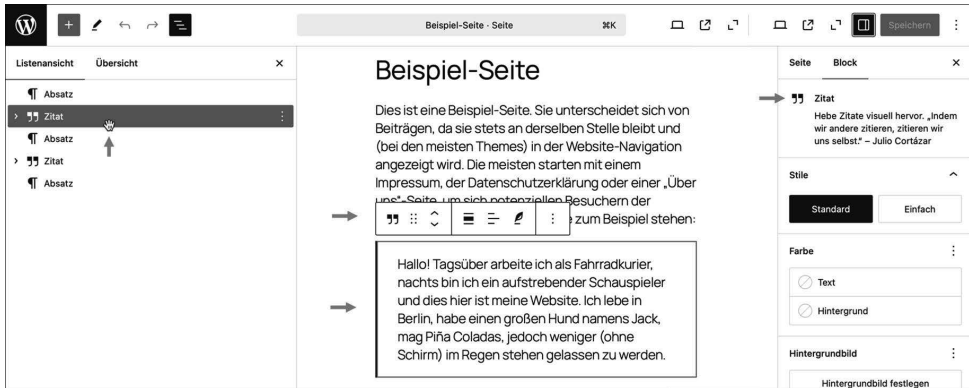 Beispiel-Seite · Seite
⌘K
Speichern
Listenansicht
Übersicht
Absatz
Zitat
Absatz
Zitat
Absatz
Beispiel-Seite
Dies ist eine Beispiel-Seite. Sie unterscheidet sich von
Beiträgen, da sie stets an derselben Stelle bleibt und
(bei den meisten Themes) in der Website-Navigation
angezeigt wird. Die meisten starten mit einem
Impressum, der Datenschutzerklärung oder einer „Über
uns“-Seite, um sich potenziellen Besuchern der
zum Beispiel stehen:
Hallo! Tagsüber arbeite ich als Fahrradkurier,
nachts bin ich ein aufstrebender Schauspieler
und dies hier ist meine Website. Ich lebe in
Berlin, habe einen großen Hund namens Jack,
mag Piña Coladas, jedoch weniger (ohne
Schirm) im Regen stehen gelassen zu werden.
Seite
Block
Zitat
Hebe Zitate visuell hervor. „Indem
wir andere zitieren, zitieren wir
uns selbst.“ – Julio Cortázar
Stile
Standard
Einfach
Farbe
Text
Hintergrund
Hintergrundbild
Hintergrundbild festlegen